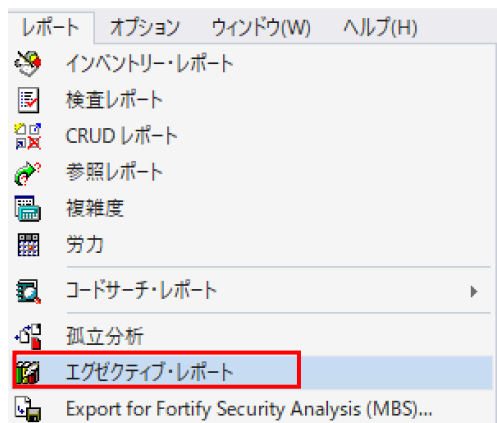 レポート オプション ウィンドウ(W) ヘルプ(H)
インベントリー・レポート
検査レポート
CRUD レポート
参照レポート
複雑度
労力
コードサーチ・レポート
孤立分析
エグゼクティブ・レポート
Export for Fortify Security Analysis (MBS)...